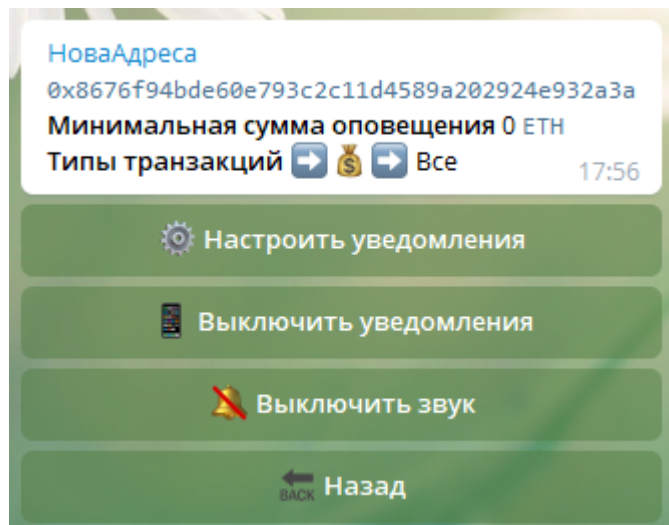 НоваАдреса
0x8676f94bde60e793c2c11d4589a202924e932a3a
Минимальная сумма оповещения 0 ETH
Типы транзакций ➡️ 💰 ➡️ Все
17:56
⚙️ Настроить уведомления
📱 Выключить уведомления
🔕 Выключить звук
🔙 Назад